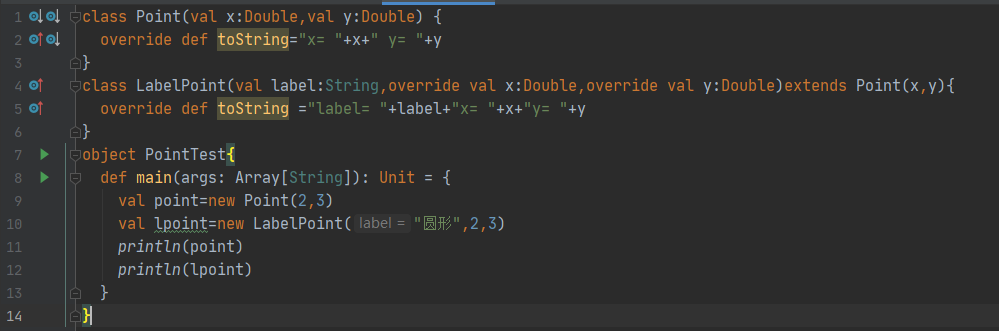 1 class Point(val x:Double,val y:Double) {
2 override def toString="x= "+x+" y= "+y
3 }
4 class LabelPoint(val label:String,override val x:Double,override val y:Double)extends Point(x,y){
5 override def toString ="label= "+label+"x= "+x+"y= "+y
6 }
7 object PointTest{
8 def main(args: Array[String]): Unit = {
9 val point=new Point(2,3)
10 val lpoint=new LabelPoint( label = "圆形",2,3)
11 println(point)
12 println(lpoint)
13 }
14 }